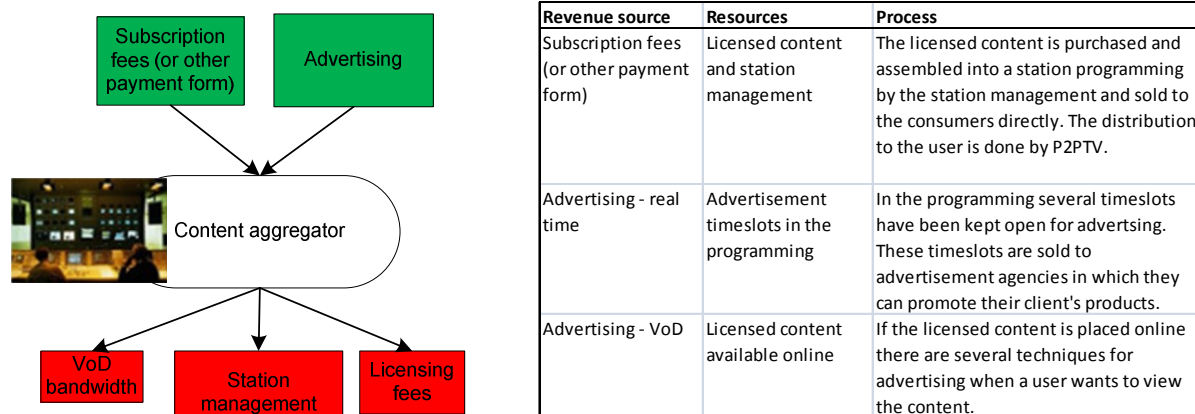 Subscription
fees (or other
payment form)
Advertising
Content aggregator
VoD
bandwidth
Station
management
Licensing
fees
Revenue source
Resources
Process
Subscription fees
(or other payment
form)
Licensed content
and station
management
The licensed content is purchased and
assembled into a station programming
by the station management and sold to
the consumers directly. The distribution
to the user is done by P2PTV.
Advertising - real
time
Advertisement
timeslots in the
programming
In the programming several timeslots
have been kept open for advertsing.
These timeslots are sold to
advertisement agencies in which they
can promote their client's products.
Advertising - VoD
Licensed content
available online
If the licensed content is placed online
there are several techniques for
advertising when a user wants to view
the content.